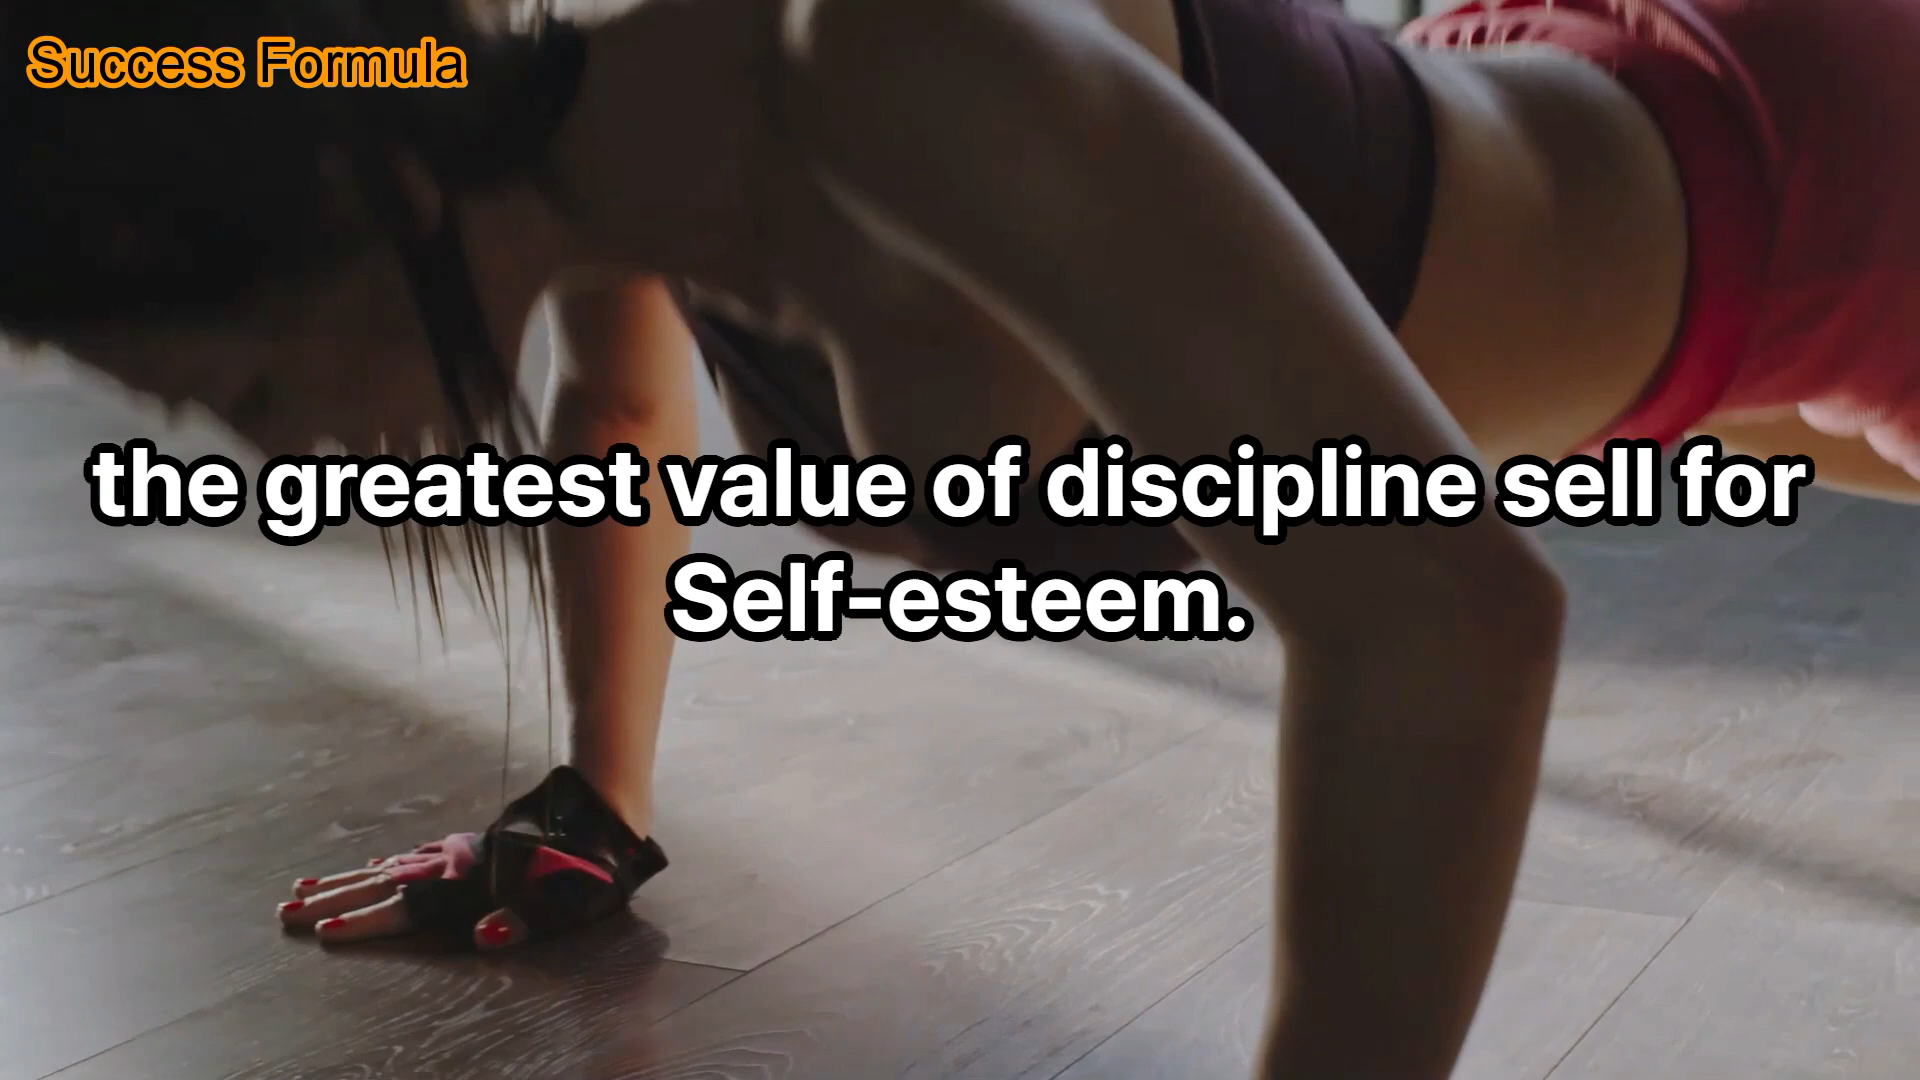 Success Formula
the greatest value of discipline sell for
Self-esteem.